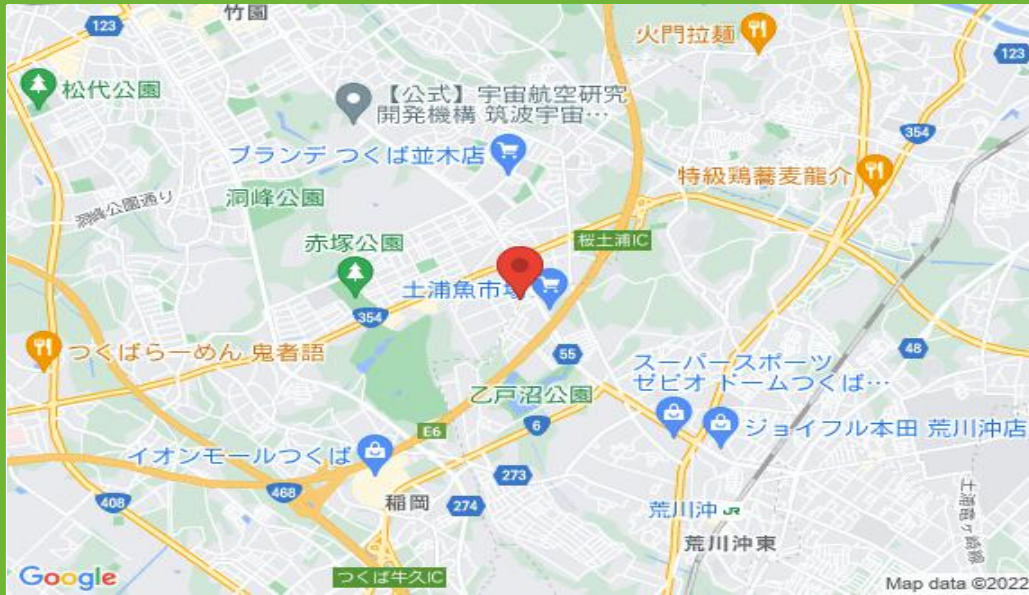 竹園
123
火門拉麺
123
松代公園
【公式】宇宙航空研究
開発機構 筑波宇宙…
354
ブランデ つくば並木店
特級鶏蕎麦龍介
洞峰公園通り
洞峰公園
赤塚公園
桜土浦IC
土浦魚市場
354
つくばらーめん 鬼者語
55
48
スーパースポーツ
ゼビオ ドームつくば…
乙戸沼公園
E6
6
ジョイフル本田 荒川沖店
イオンモールつくば
273
468
408
稲岡
274
荒川沖 JR
土浦竜ヶ崎線
荒川沖東
つくば牛久IC
Google
Map data ©2022